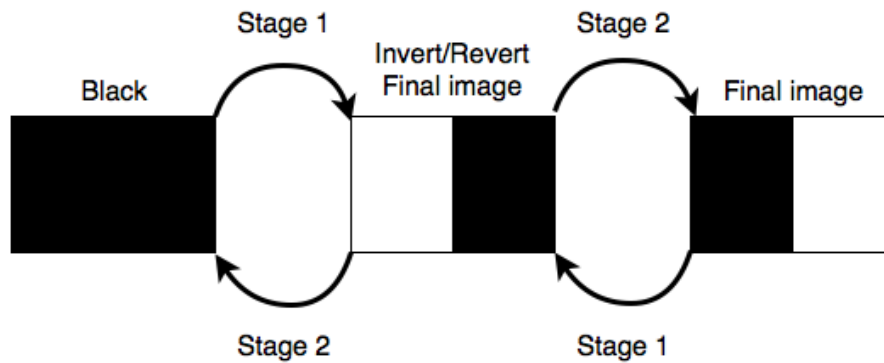 Stage 1
Stage 2
Invert/Revert
Final image
Black
Final image
Stage 2
Stage 1